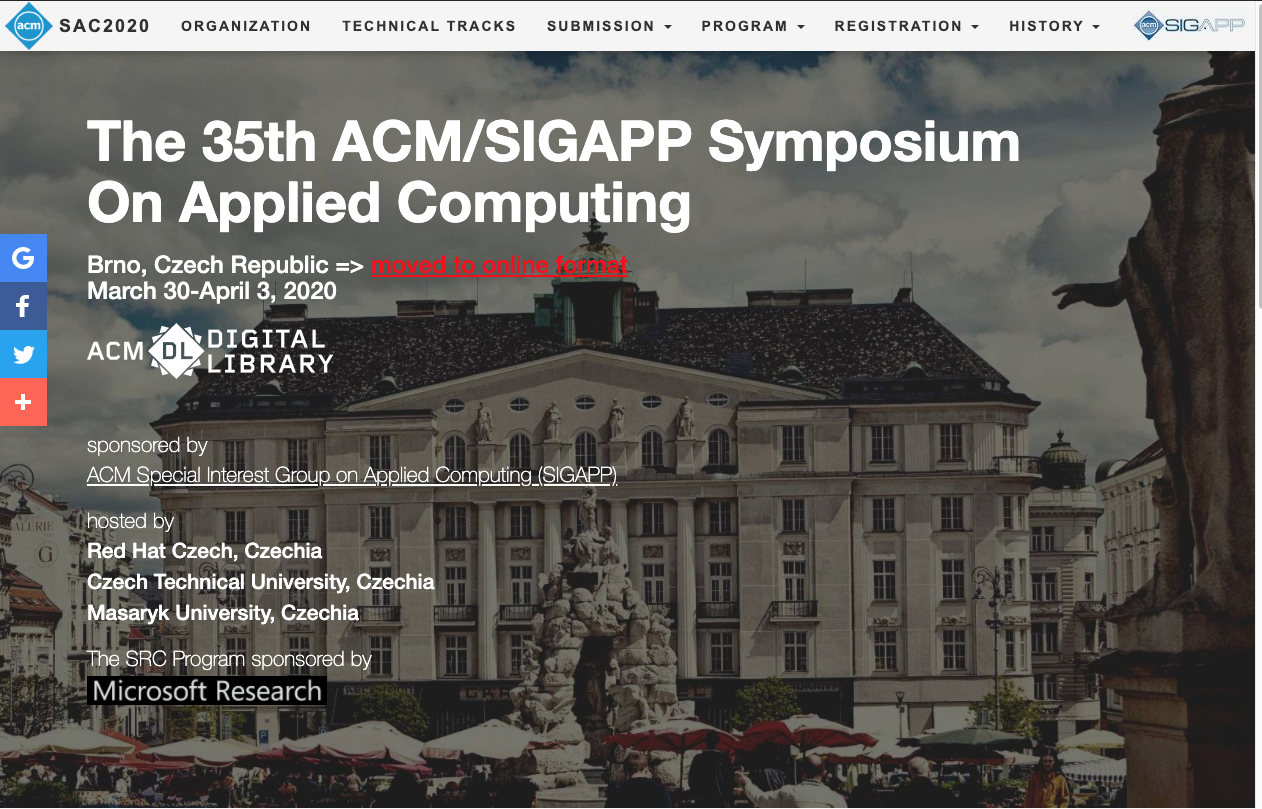 acm SAC2020 ORGANIZATION TECHNICAL TRACKS SUBMISSION PROGRAM REGISTRATION HISTORY acm SIGAPP
The 35th ACM/SIGAPP Symposium
On Applied Computing
Brno, Czech Republic => moved to online format
March 30-April 3, 2020
ACM DL DIGITAL
LIBRARY
sponsored by
ACM Special Interest Group on Applied Computing (SIGAPP)
hosted by
Red Hat Czech, Czechia
Czech Technical University, Czechia
Masaryk University, Czechia
The SRC Program sponsored by
Microsoft Research
ALERIE
G